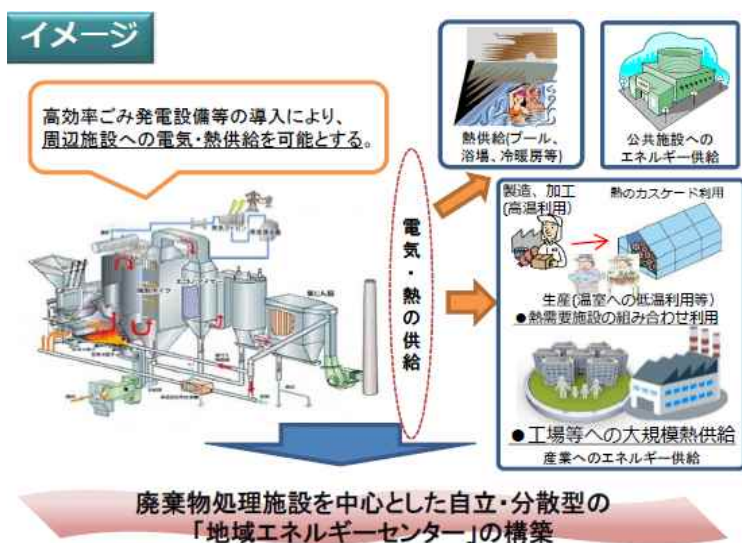 イメージ
高効率ごみ発電設備等の導入により、
周辺施設への電気・熱供給を可能とする。
電気・熱の供給
熱供給(プール、
浴場、冷暖房等)
公共施設への
エネルギー供給
製造、加工
(高温利用)
熱のカスケード利用
生産(温室への低温利用等)
●熱需要施設の組み合わせ利用
●工場等への大規模熱供給
産業へのエネルギー供給
廃棄物処理施設を中心とした自立・分散型の
「地域エネルギーセンター」の構築